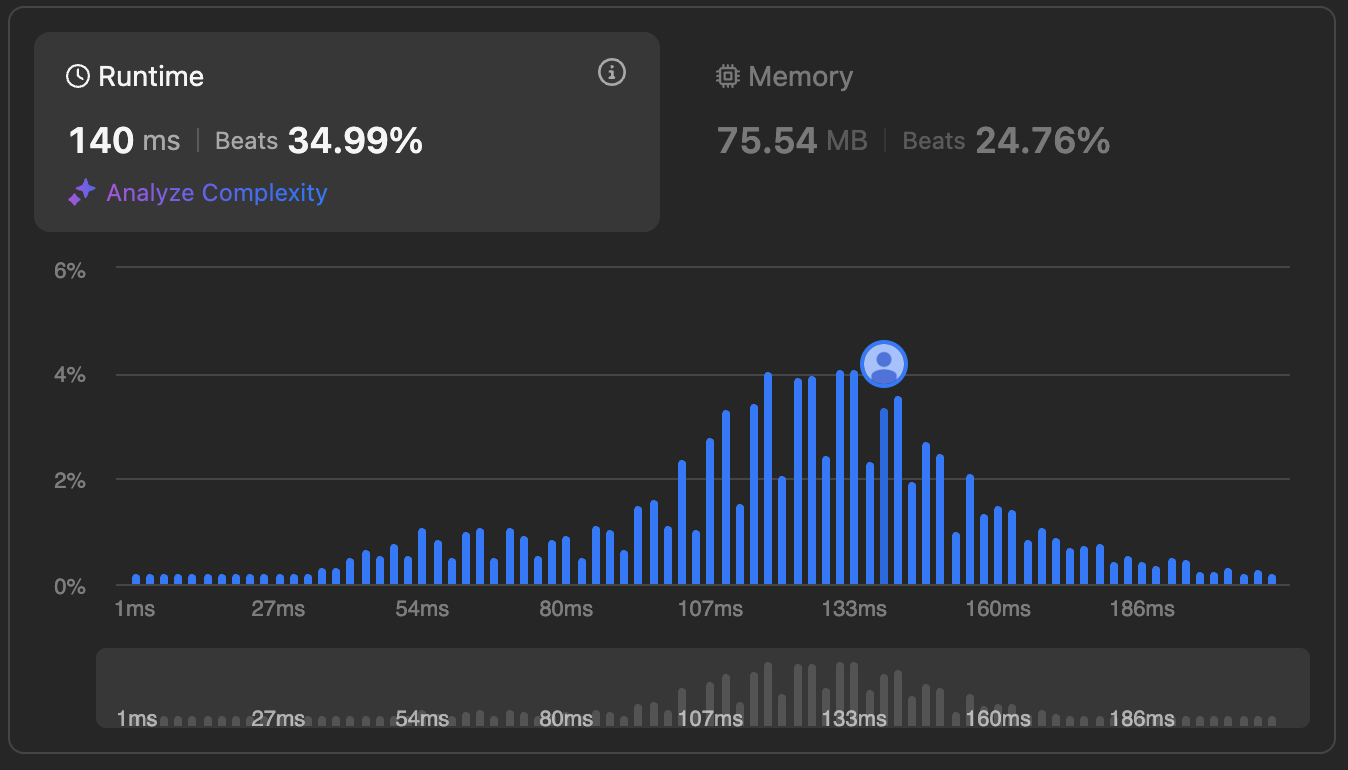 Runtime
140 ms | Beats 34.99%
Analyze Complexity
Memory
75.54 MB | Beats 24.76%
6%
4%
2%
0%
1ms 27ms 54ms 80ms 107ms 133ms 160ms 186ms
1ms 27ms 54ms 80ms 107ms 133ms 160ms 186ms